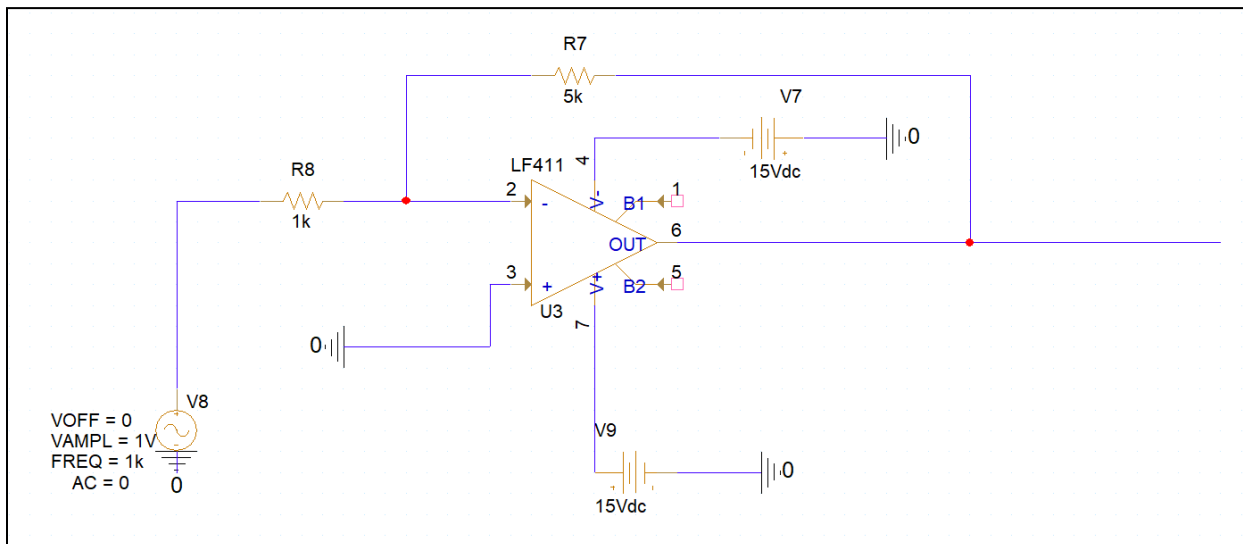 R7
5k
V7
0
15Vdc
LF411
4
R8
1k
2
-
V-
B1
1
OUT
6
3
+
V+
B2
5
U3
7
0
V8
VOFF = 0
VAMPL = 1V
FREQ = 1k
AC = 0
+
-
0
V9
0
15Vdc
+
-
-
+